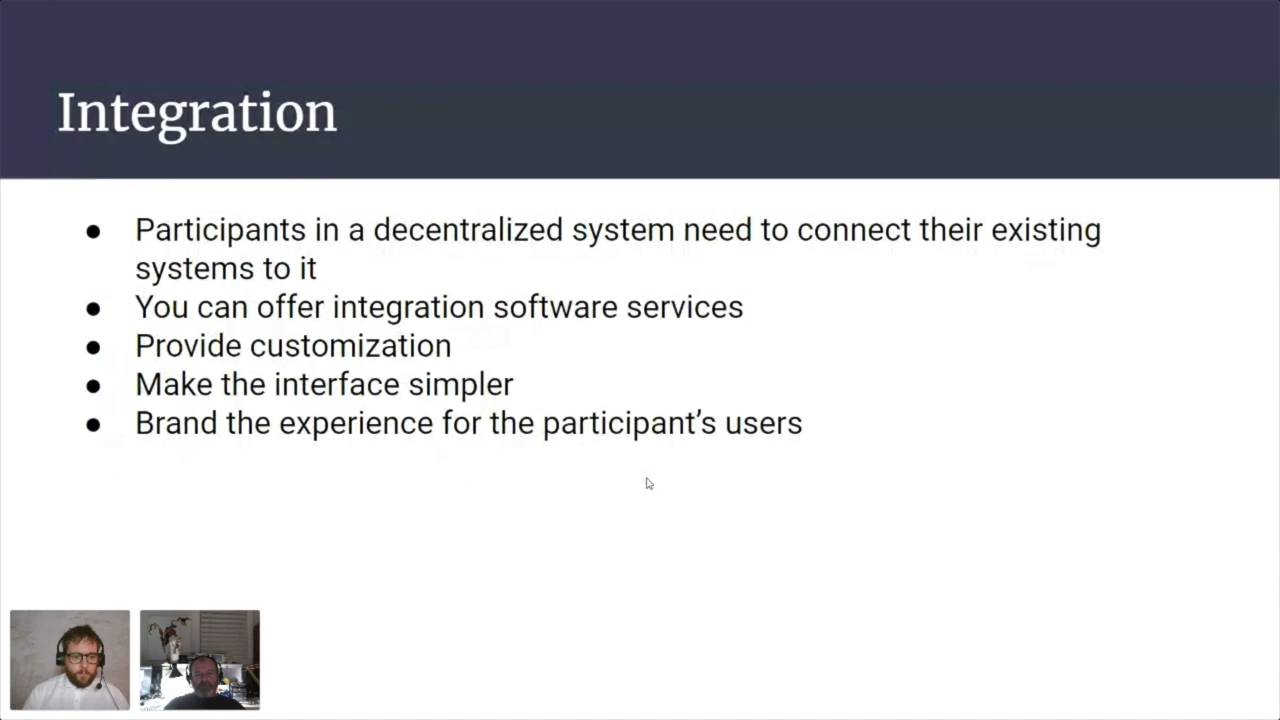 Integration
● Participants in a decentralized system need to connect their existing
systems to it
● You can offer integration software services
● Provide customization
● Make the interface simpler
● Brand the experience for the participant’s users